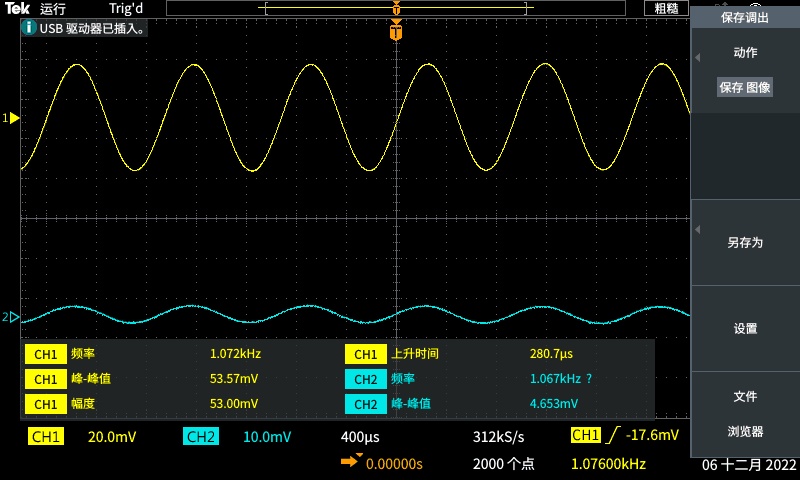 Tek 运行 Trig'd T 粗糙
保存调出
USB 驱动器已插入。
T
动作
保存 图像
1
另存为
2
设置
CH1 频率 1.072kHz CH1 上升时间 280.7µs
CH1 峰-峰值 53.57mV CH2 频率 1.067kHz ?
CH1 幅度 53.00mV CH2 峰-峰值 4.653mV
文件
浏览器
CH1 20.0mV CH2 10.0mV 400µs 312kS/s CH1 -17.6mV
0.00000s 2000 个点 1.07600kHz 06 十二月 2022